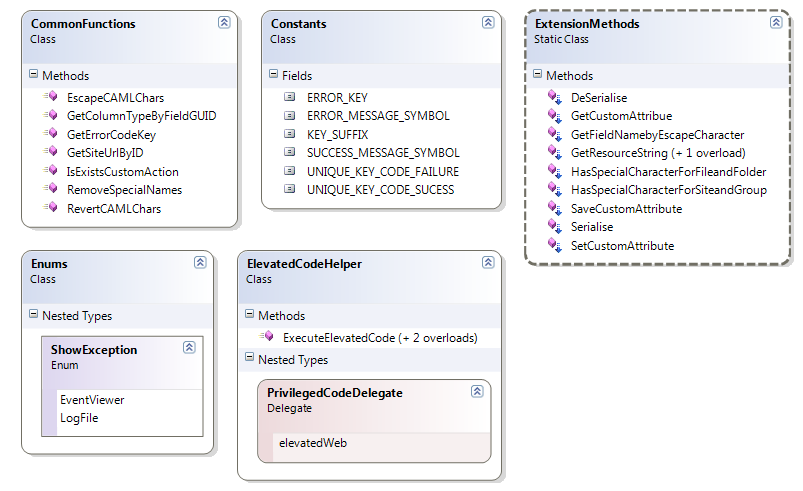 CommonFunctions
Class
Methods
EscapeCAMLChars
GetColumnTypeByFieldGUID
GetErrorCodeKey
GetSiteUrlByID
IsExistsCustomAction
RemoveSpecialNames
RevertCAMLChars
Constants
Class
Fields
ERROR_KEY
ERROR_MESSAGE_SYMBOL
KEY_SUFFIX
SUCCESS_MESSAGE_SYMBOL
UNIQUE_KEY_CODE_FAILURE
UNIQUE_KEY_CODE_SUCESS
ExtensionMethods
Static Class
Methods
DeSerialise
GetCustomAttribue
GetFieldNamebyEscapeCharacter
GetResourceString (+ 1 overload)
HasSpecialCharacterForFileandFolder
HasSpecialCharacterForSiteandGroup
SaveCustomAttribute
Serialise
SetCustomAttribute
Enums
Class
Nested Types
ShowException
Enum
EventViewer
LogFile
ElevatedCodeHelper
Class
Methods
ExecuteElevatedCode (+ 2 overloads)
Nested Types
PrivilegedCodeDelegate
Delegate
elevatedWeb